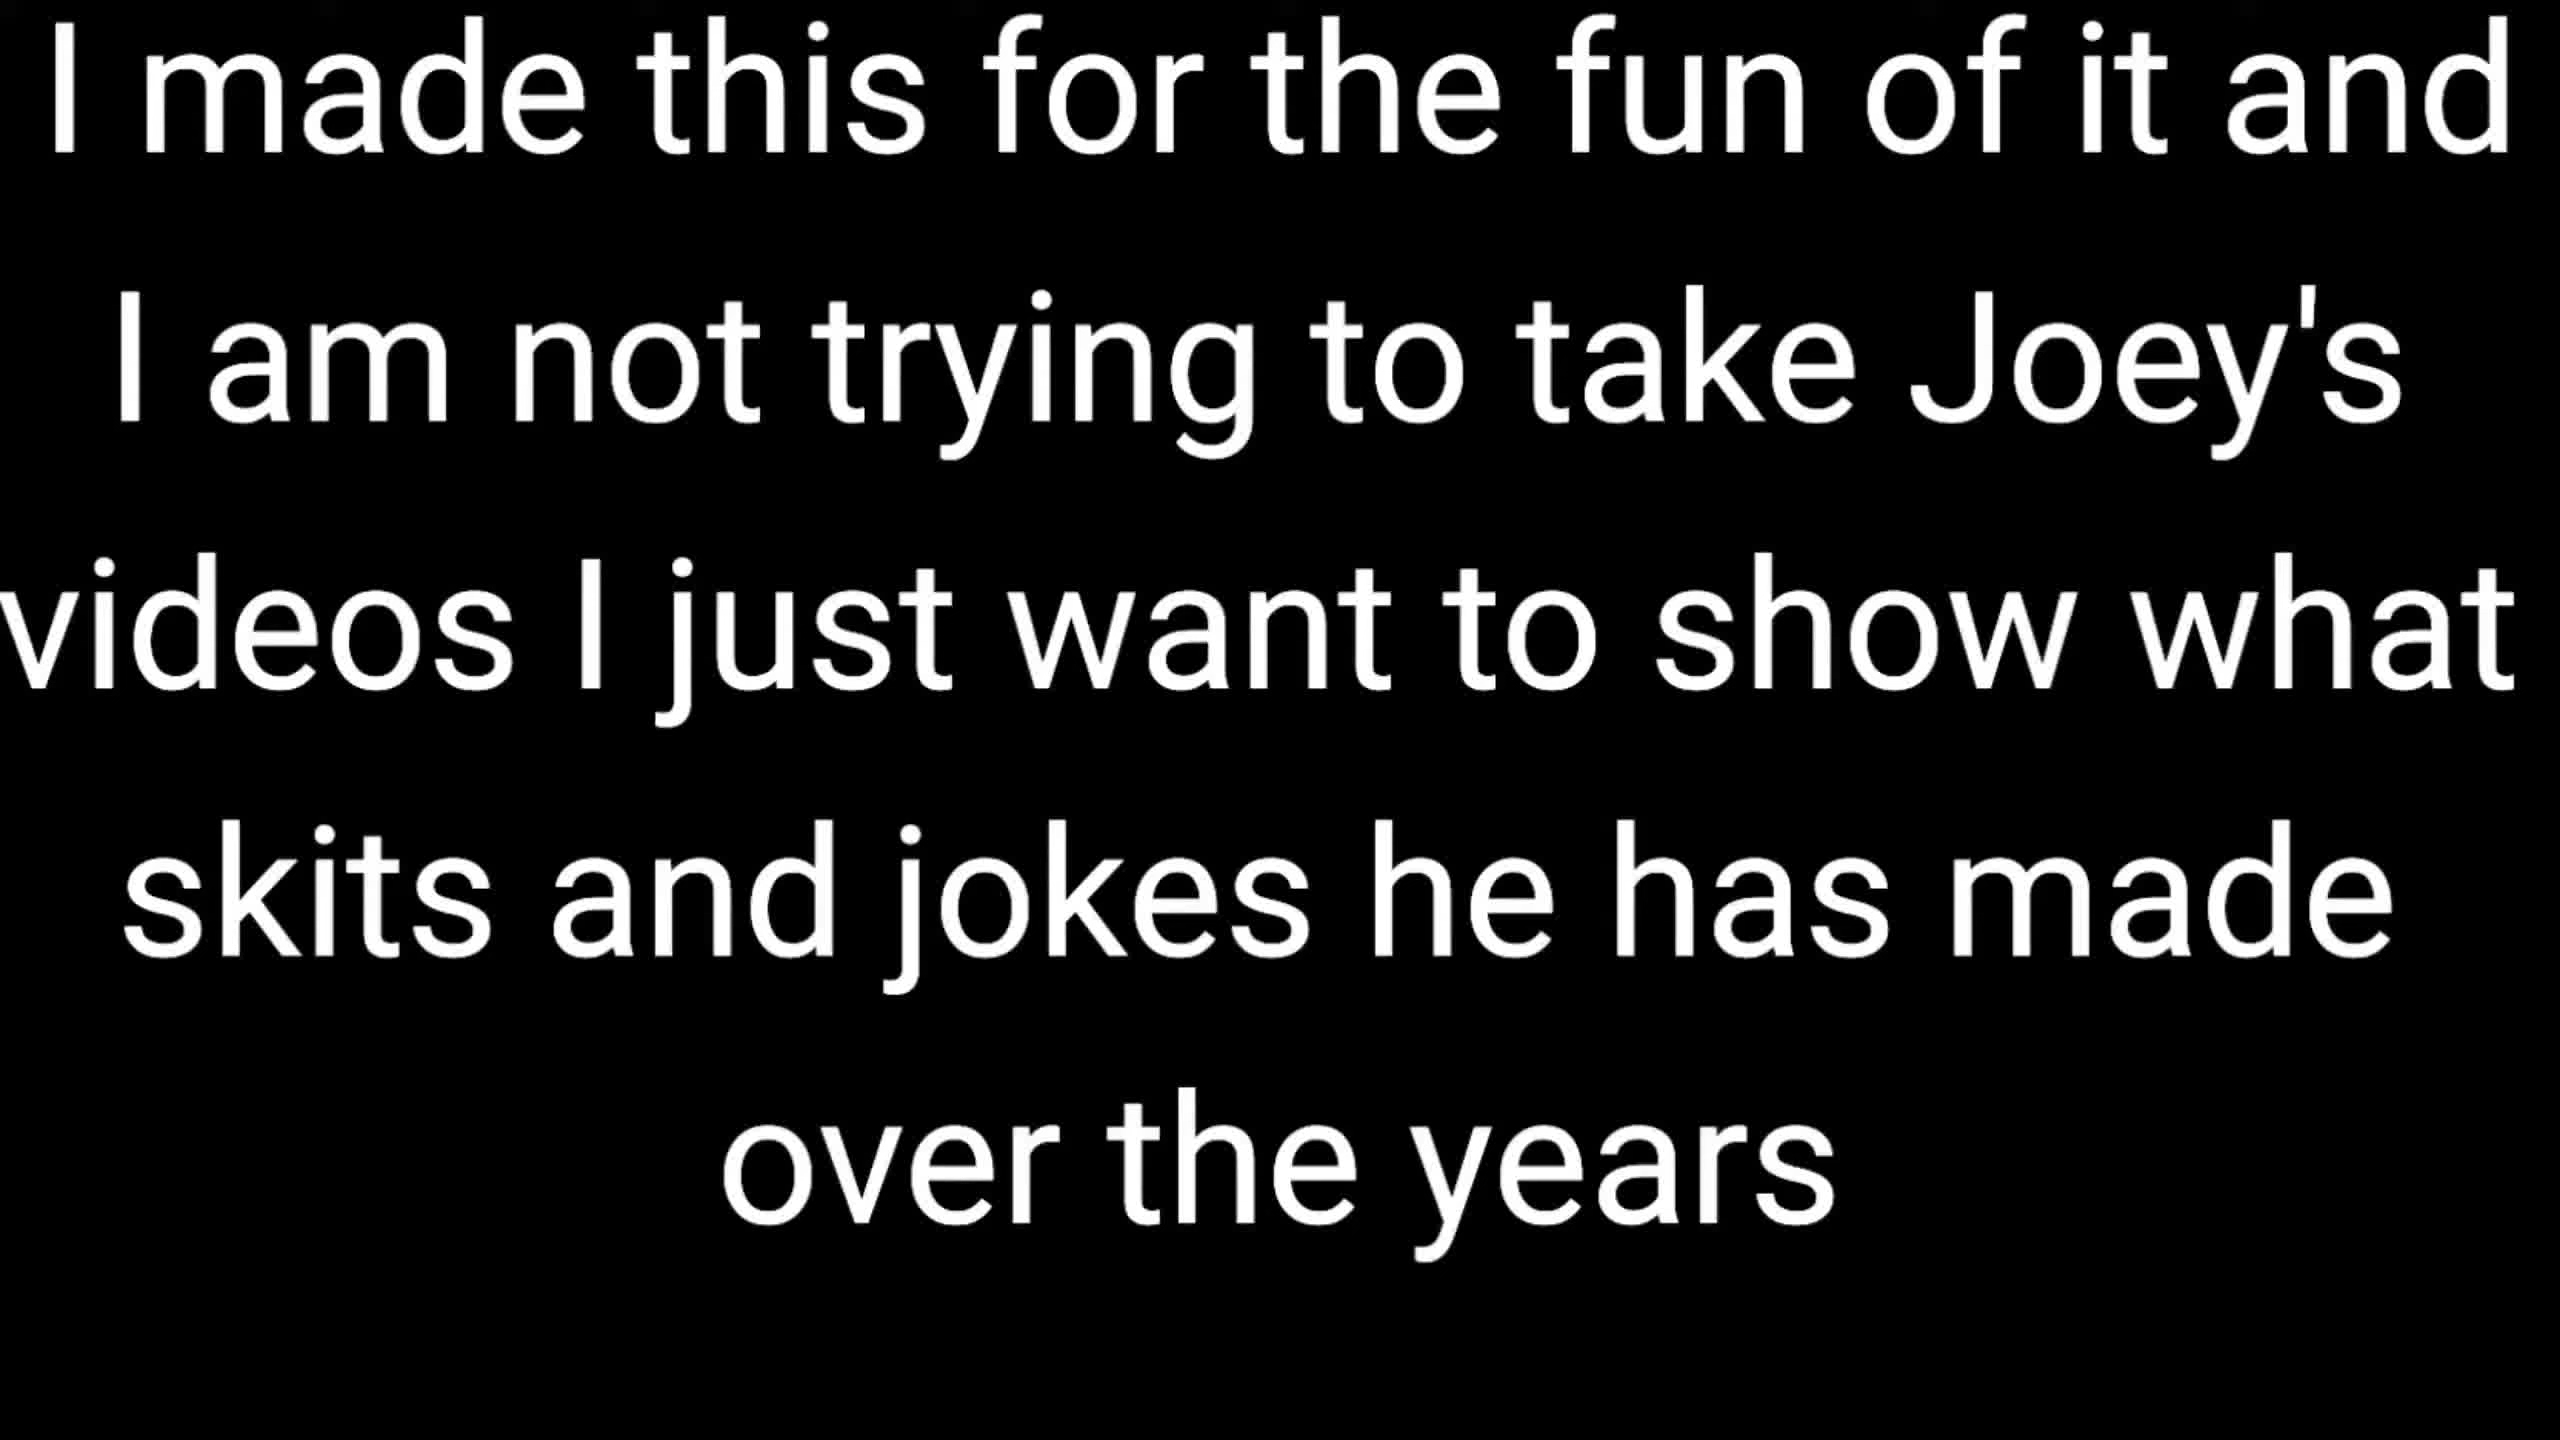 I made this for the fun of it and
I am not trying to take Joey's
videos I just want to show what
skits and jokes he has made
over the years